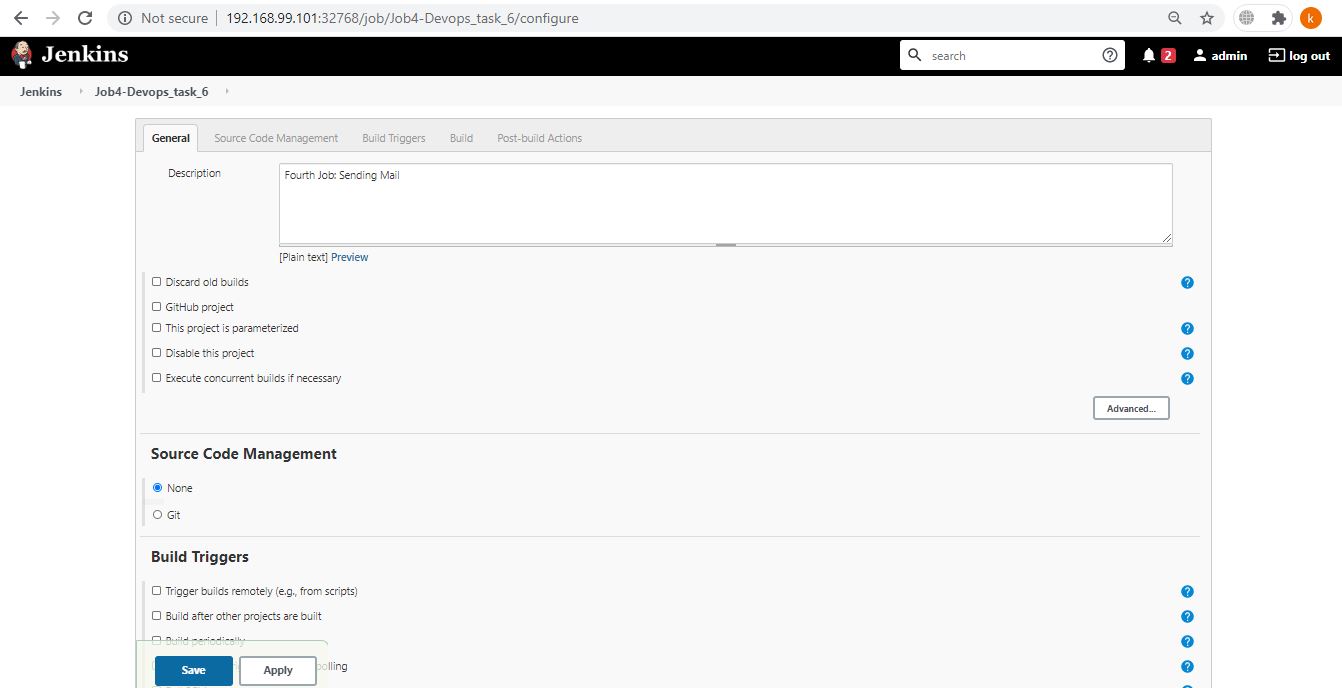 Not secure 192.168.99.101:32768/job/Job4-Devops_task_6/configure k
Jenkins search 2 admin log out
Jenkins Job4-Devops_task_6
General Source Code Management Build Triggers Build Post-build Actions
Description Fourth Job: Sending Mail
[Plain text] Preview
Discard old builds
GitHub project
This project is parameterized
Disable this project
Execute concurrent builds if necessary
Advanced...
Source Code Management
None
Git
Build Triggers
Trigger builds remotely (e.g., from scripts)
Build after other projects are built
Build periodically
Save Apply olling